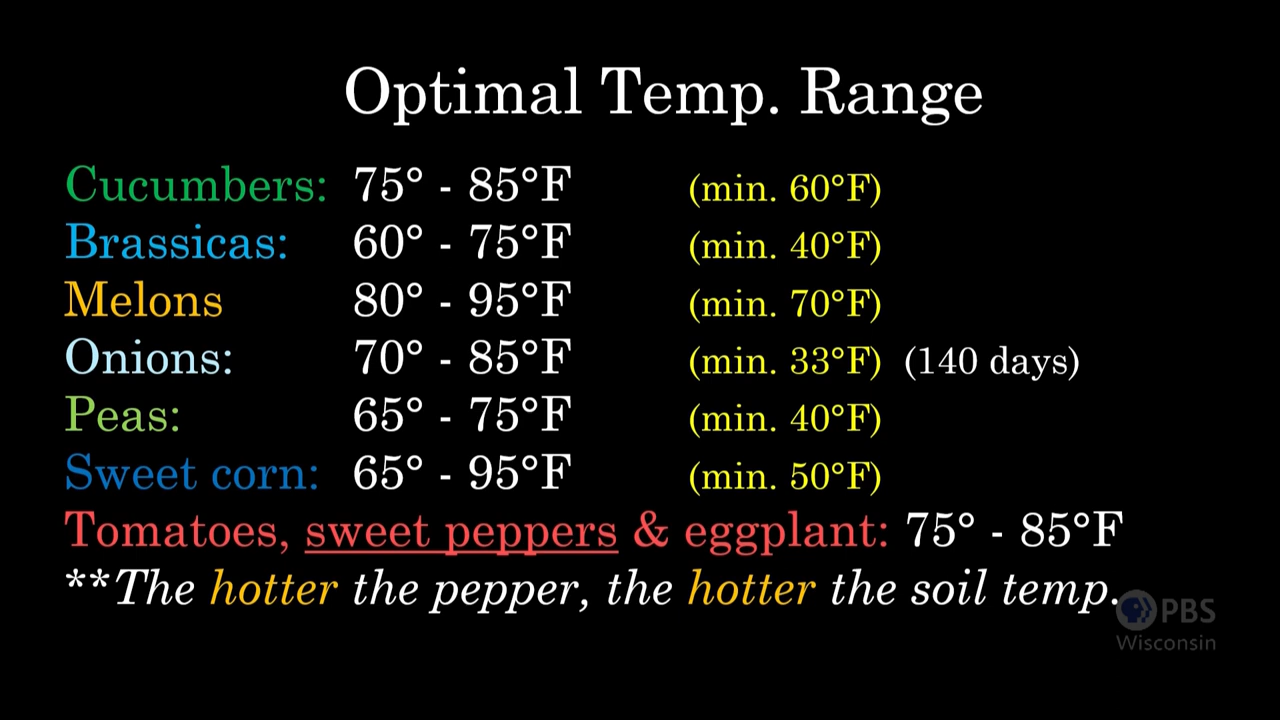 Optimal Temp. Range
Cucumbers: 75° - 85°F (min. 60°F)
Brassicas: 60° - 75°F (min. 40°F)
Melons 80° - 95°F (min. 70°F)
Onions: 70° - 85°F (min. 33°F) (140 days)
Peas: 65° - 75°F (min. 40°F)
Sweet corn: 65° - 95°F (min. 50°F)
Tomatoes, sweet peppers & eggplant: 75° - 85°F
**The hotter the pepper, the hotter the soil temp.
PBS
Wisconsin